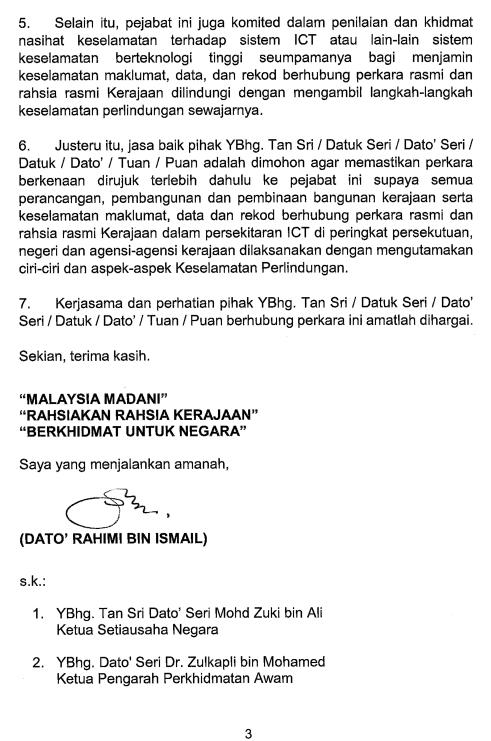 5. Selain itu, pejabat ini juga komited dalam penilaian dan khidmat
nasihat keselamatan terhadap sistem ICT atau lain-lain sistem
keselamatan berteknologi tinggi seumpamanya bagi menjamin
keselamatan maklumat, data, dan rekod berhubung perkara rasmi dan
rahsia rasmi Kerajaan dilindungi dengan mengambil langkah-langkah
keselamatan perlindungan sewajarnya.
6. Justeru itu, jasa baik pihak YBhg. Tan Sri / Datuk Seri / Dato' Seri /
Datuk / Dato' / Tuan / Puan adalah dimohon agar memastikan perkara
berkenaan dirujuk terlebih dahulu ke pejabat ini supaya semua
perancangan, pembangunan dan pembinaan bangunan kerajaan serta
keselamatan maklumat, data dan rekod berhubung perkara rasmi dan
rahsia rasmi Kerajaan dalam persekitaran ICT di peringkat persekutuan,
negeri dan agensi-agensi kerajaan dilaksanakan dengan mengutamakan
ciri-ciri dan aspek-aspek Keselamatan Perlindungan.
7. Kerjasama dan perhatian pihak YBhg. Tan Sri / Datuk Seri / Dato'
Seri / Datuk / Dato' / Tuan / Puan berhubung perkara ini amatlah dihargai.
Sekian, terima kasih.
"MALAYSIA MADANI"
"RAHSIAKAN RAHSIA KERAJAAN"
"BERKHIDMAT UNTUK NEGARA"
Saya yang menjalankan amanah,
(DATO' RAHIMI BIN ISMAIL)
s.k.:
1. YBhg. Tan Sri Dato' Seri Mohd Zuki bin Ali
Ketua Setiausaha Negara
2. YBhg. Dato' Seri Dr. Zulkapli bin Mohamed
Ketua Pengarah Perkhidmatan Awam
3